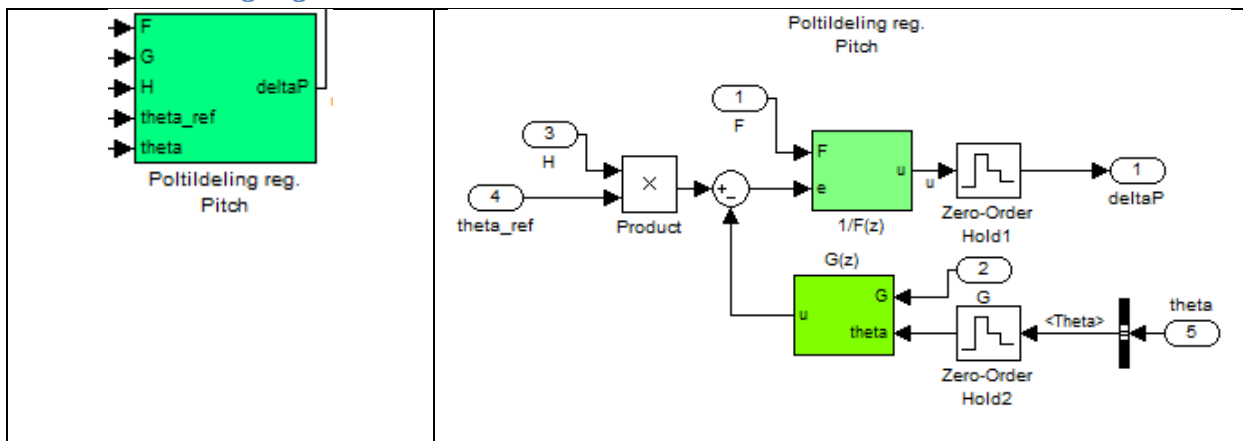 F
G
H
theta_ref
theta
deltaP
Poltildeling reg.
Pitch
Poltildeling reg.
Pitch
1
F
3
H
4
theta_ref
×
Product
+
-
F
e
u
1/F(z)
u
Zero-Order
Hold1
1
deltaP
G(z)
G
theta
u
2
G
Zero-Order
Hold2
<Theta>
theta
5